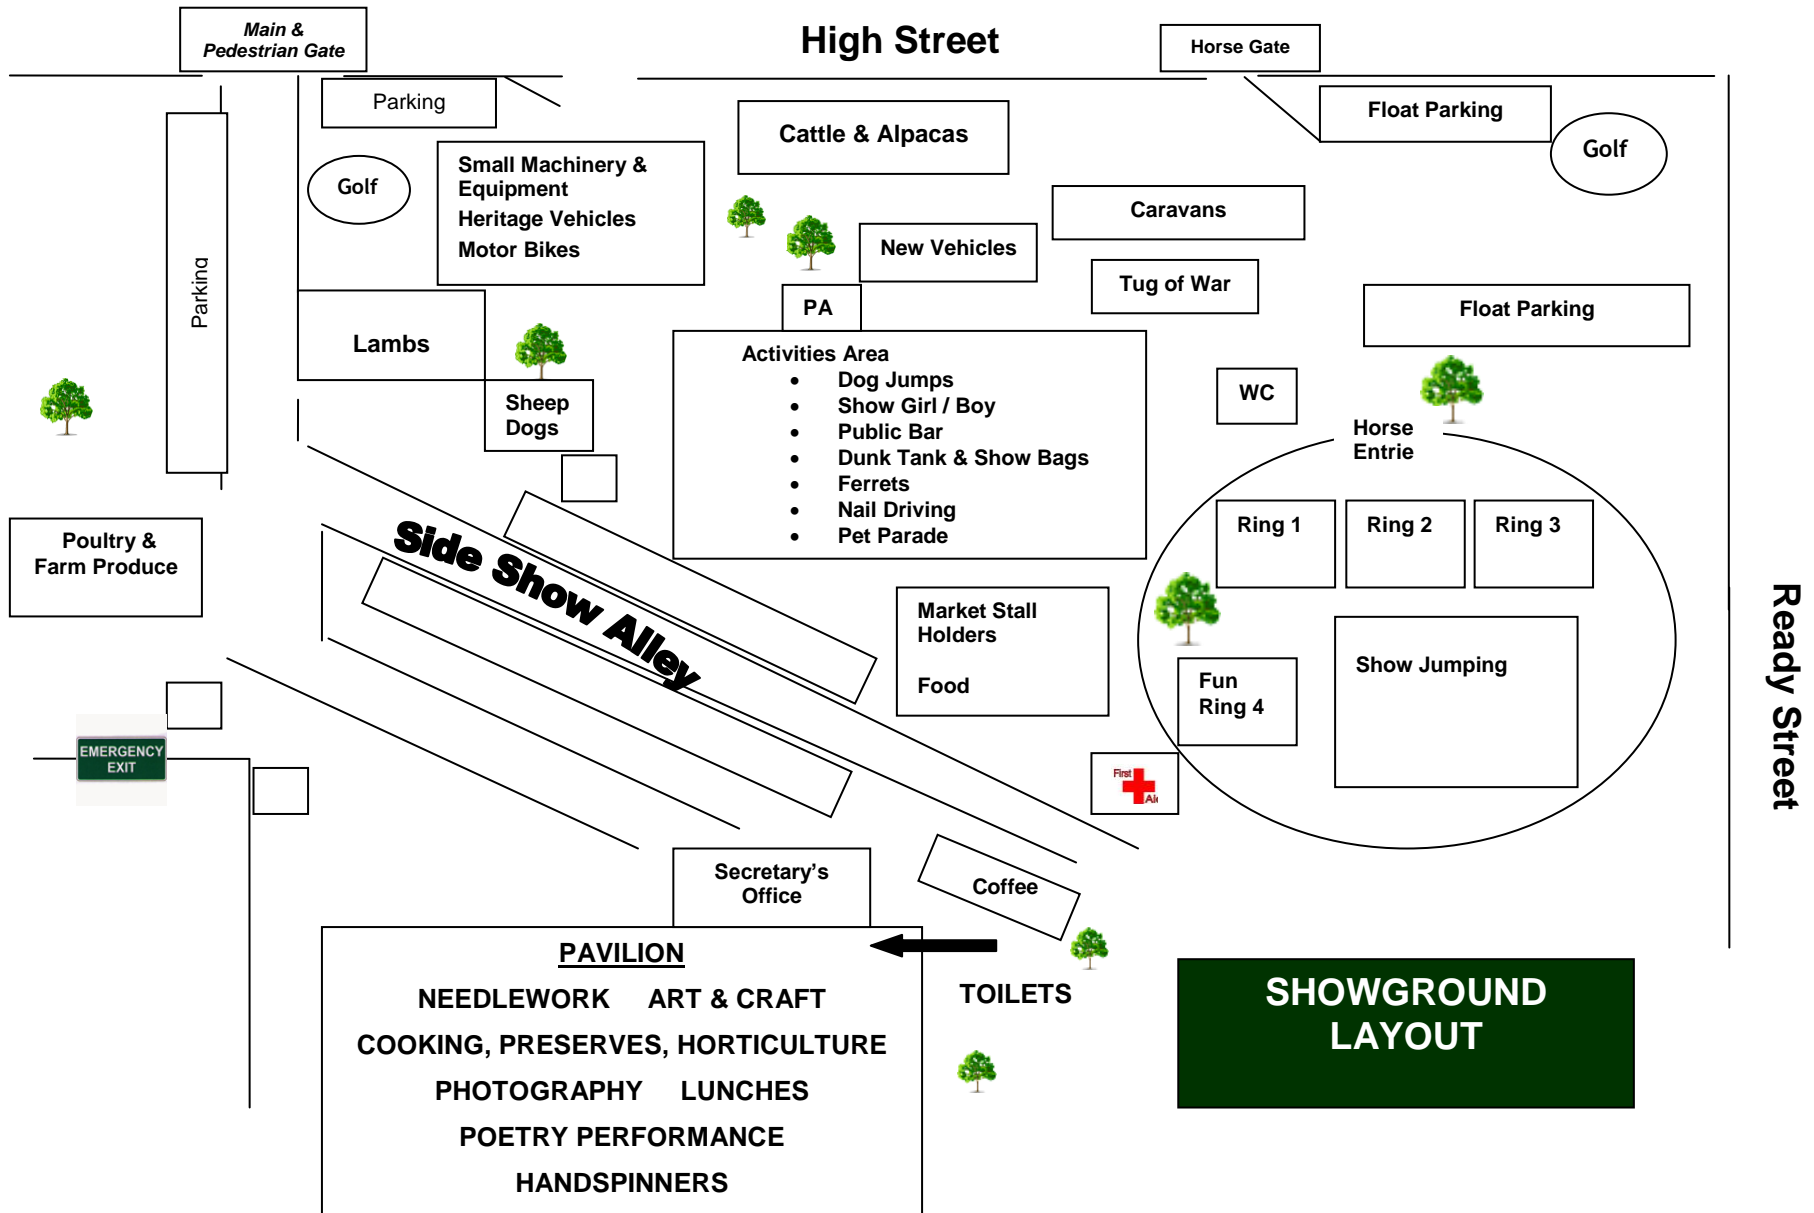 Main &
Pedestrian Gate
High Street
Horse Gate
Parking
Float Parking
Cattle & Alpacas
Golf
Small Machinery &
Equipment
Heritage Vehicles
Motor Bikes
Golf
Caravans
New Vehicles
Tug of War
Parking
PA
Float Parking
Lambs
Activities Area
• Dog Jumps
• Show Girl / Boy
• Public Bar
• Dunk Tank & Show Bags
• Ferrets
• Nail Driving
• Pet Parade
WC
Sheep
Dogs
Horse
Entrie
Ring 1
Ring 2
Ring 3
Poultry &
Farm Produce
Side Show Alley
Market Stall
Holders
Food
Show Jumping
Fun
Ring 4
Ready Street
EMERGENCY
EXIT
First
Aid
Secretary's
Office
Coffee
PAVILION
NEEDLEWORK ART & CRAFT
COOKING, PRESERVES, HORTICULTURE
PHOTOGRAPHY LUNCHES
POETRY PERFORMANCE
HANDSPINNERS
TOILETS
SHOWGROUND
LAYOUT